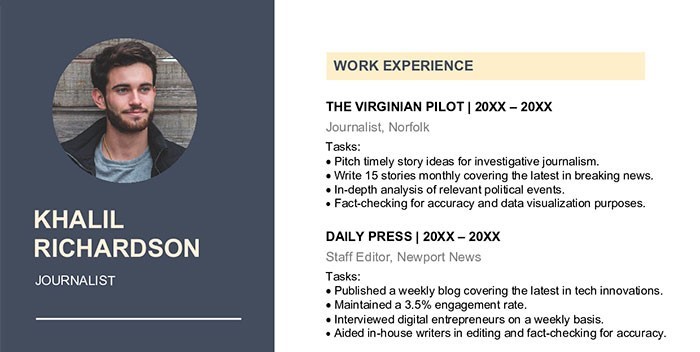 KHALIL
RICHARDSON
JOURNALIST
WORK EXPERIENCE
THE VIRGINIAN PILOT | 20XX – 20XX
Journalist, Norfolk
Tasks:
• Pitch timely story ideas for investigative journalism.
• Write 15 stories monthly covering the latest in breaking news.
• In-depth analysis of relevant political events.
• Fact-checking for accuracy and data visualization purposes.
DAILY PRESS | 20XX – 20XX
Staff Editor, Newport News
Tasks:
• Published a weekly blog covering the latest in tech innovations.
• Maintained a 3.5% engagement rate.
• Interviewed digital entrepreneurs on a weekly basis.
• Aided in-house writers in editing and fact-checking for accuracy.